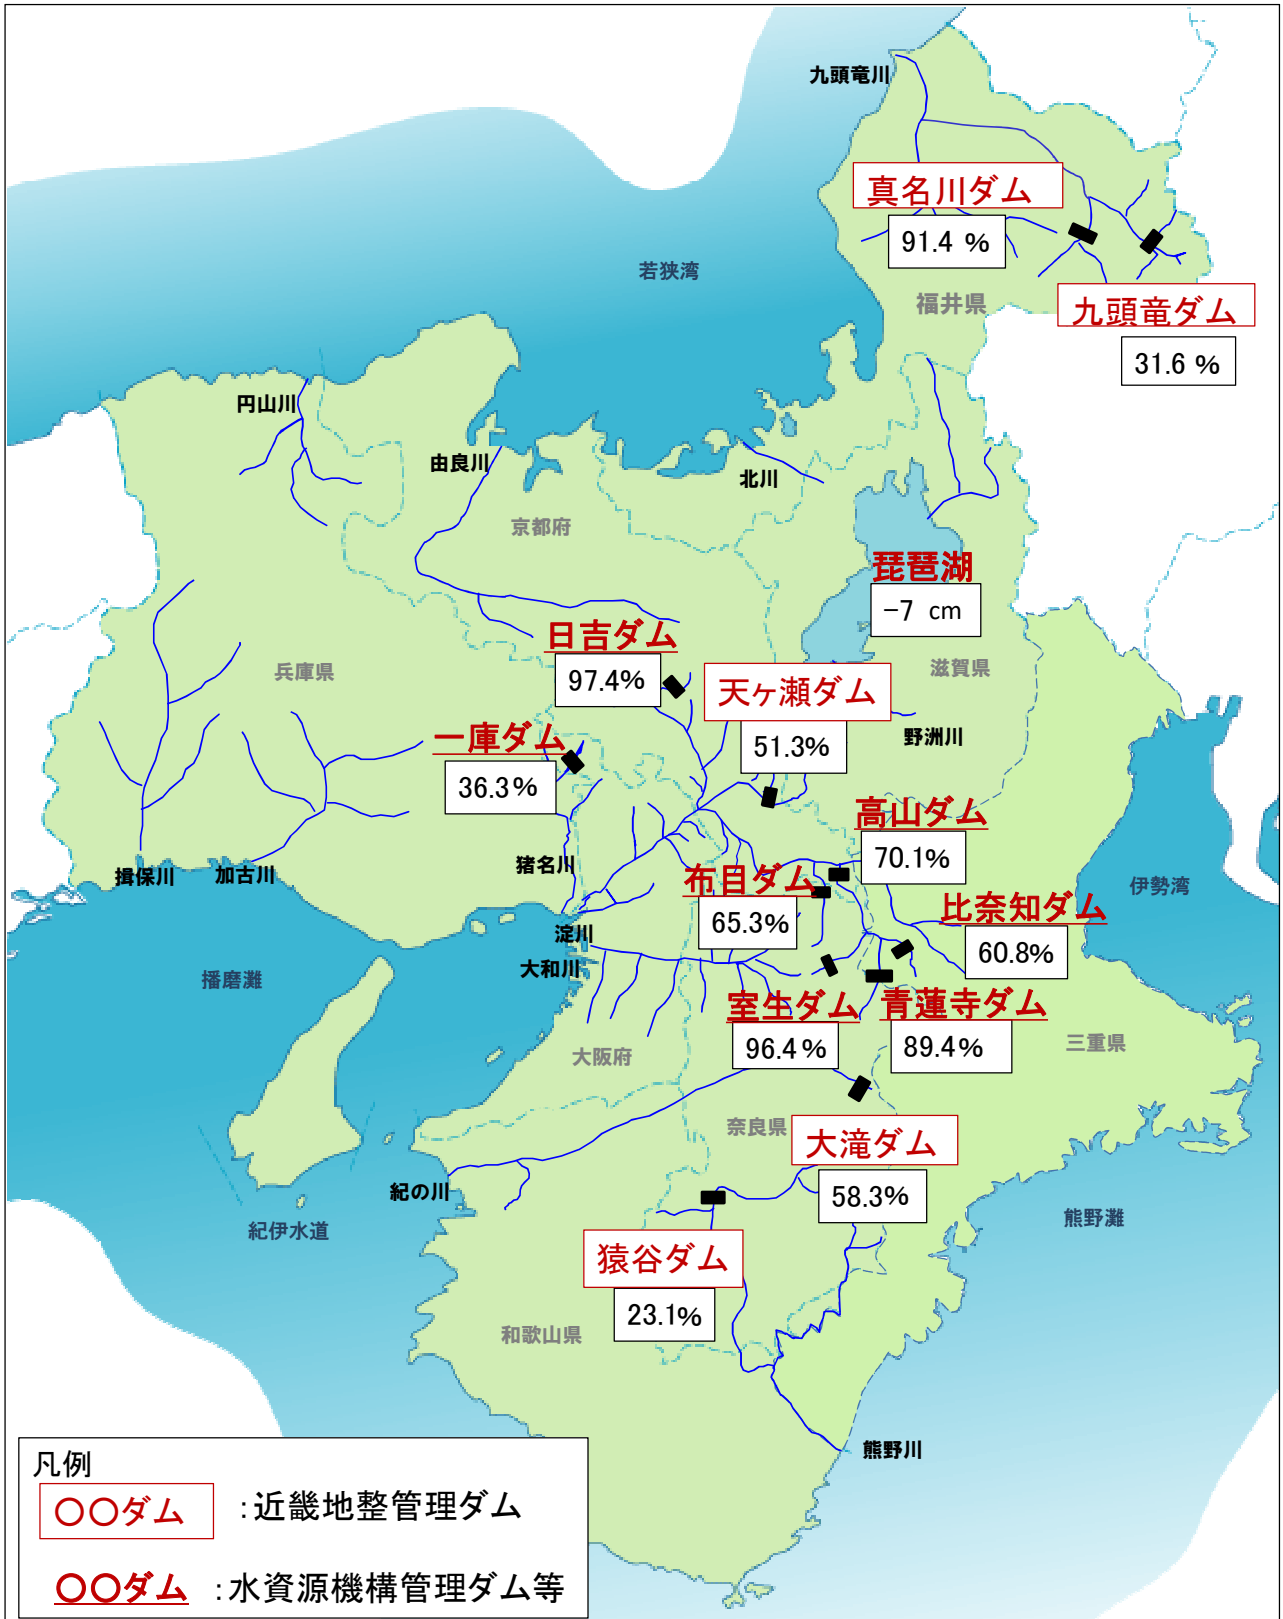 九頭竜川
真名川ダム
91.4 %
若狭湾
福井県
九頭竜ダム
31.6 %
円山川
由良川
北川
京都府
琵琶湖
−7 cm
日吉ダム
97.4%
兵庫県
滋賀県
天ヶ瀬ダム
51.3%
野洲川
一庫ダム
36.3%
高山ダム
70.1%
猪名川
揖保川
加古川
布目ダム
65.3%
伊勢湾
比奈知ダム
60.8%
淀川
大和川
播磨灘
室生ダム
96.4%
青蓮寺ダム
89.4%
三重県
大阪府
奈良県
大滝ダム
58.3%
紀の川
紀伊水道
熊野灘
猿谷ダム
23.1%
和歌山県
熊野川
凡例
〇〇ダム :近畿地整管理ダム
〇〇ダム :水資源機構管理ダム等